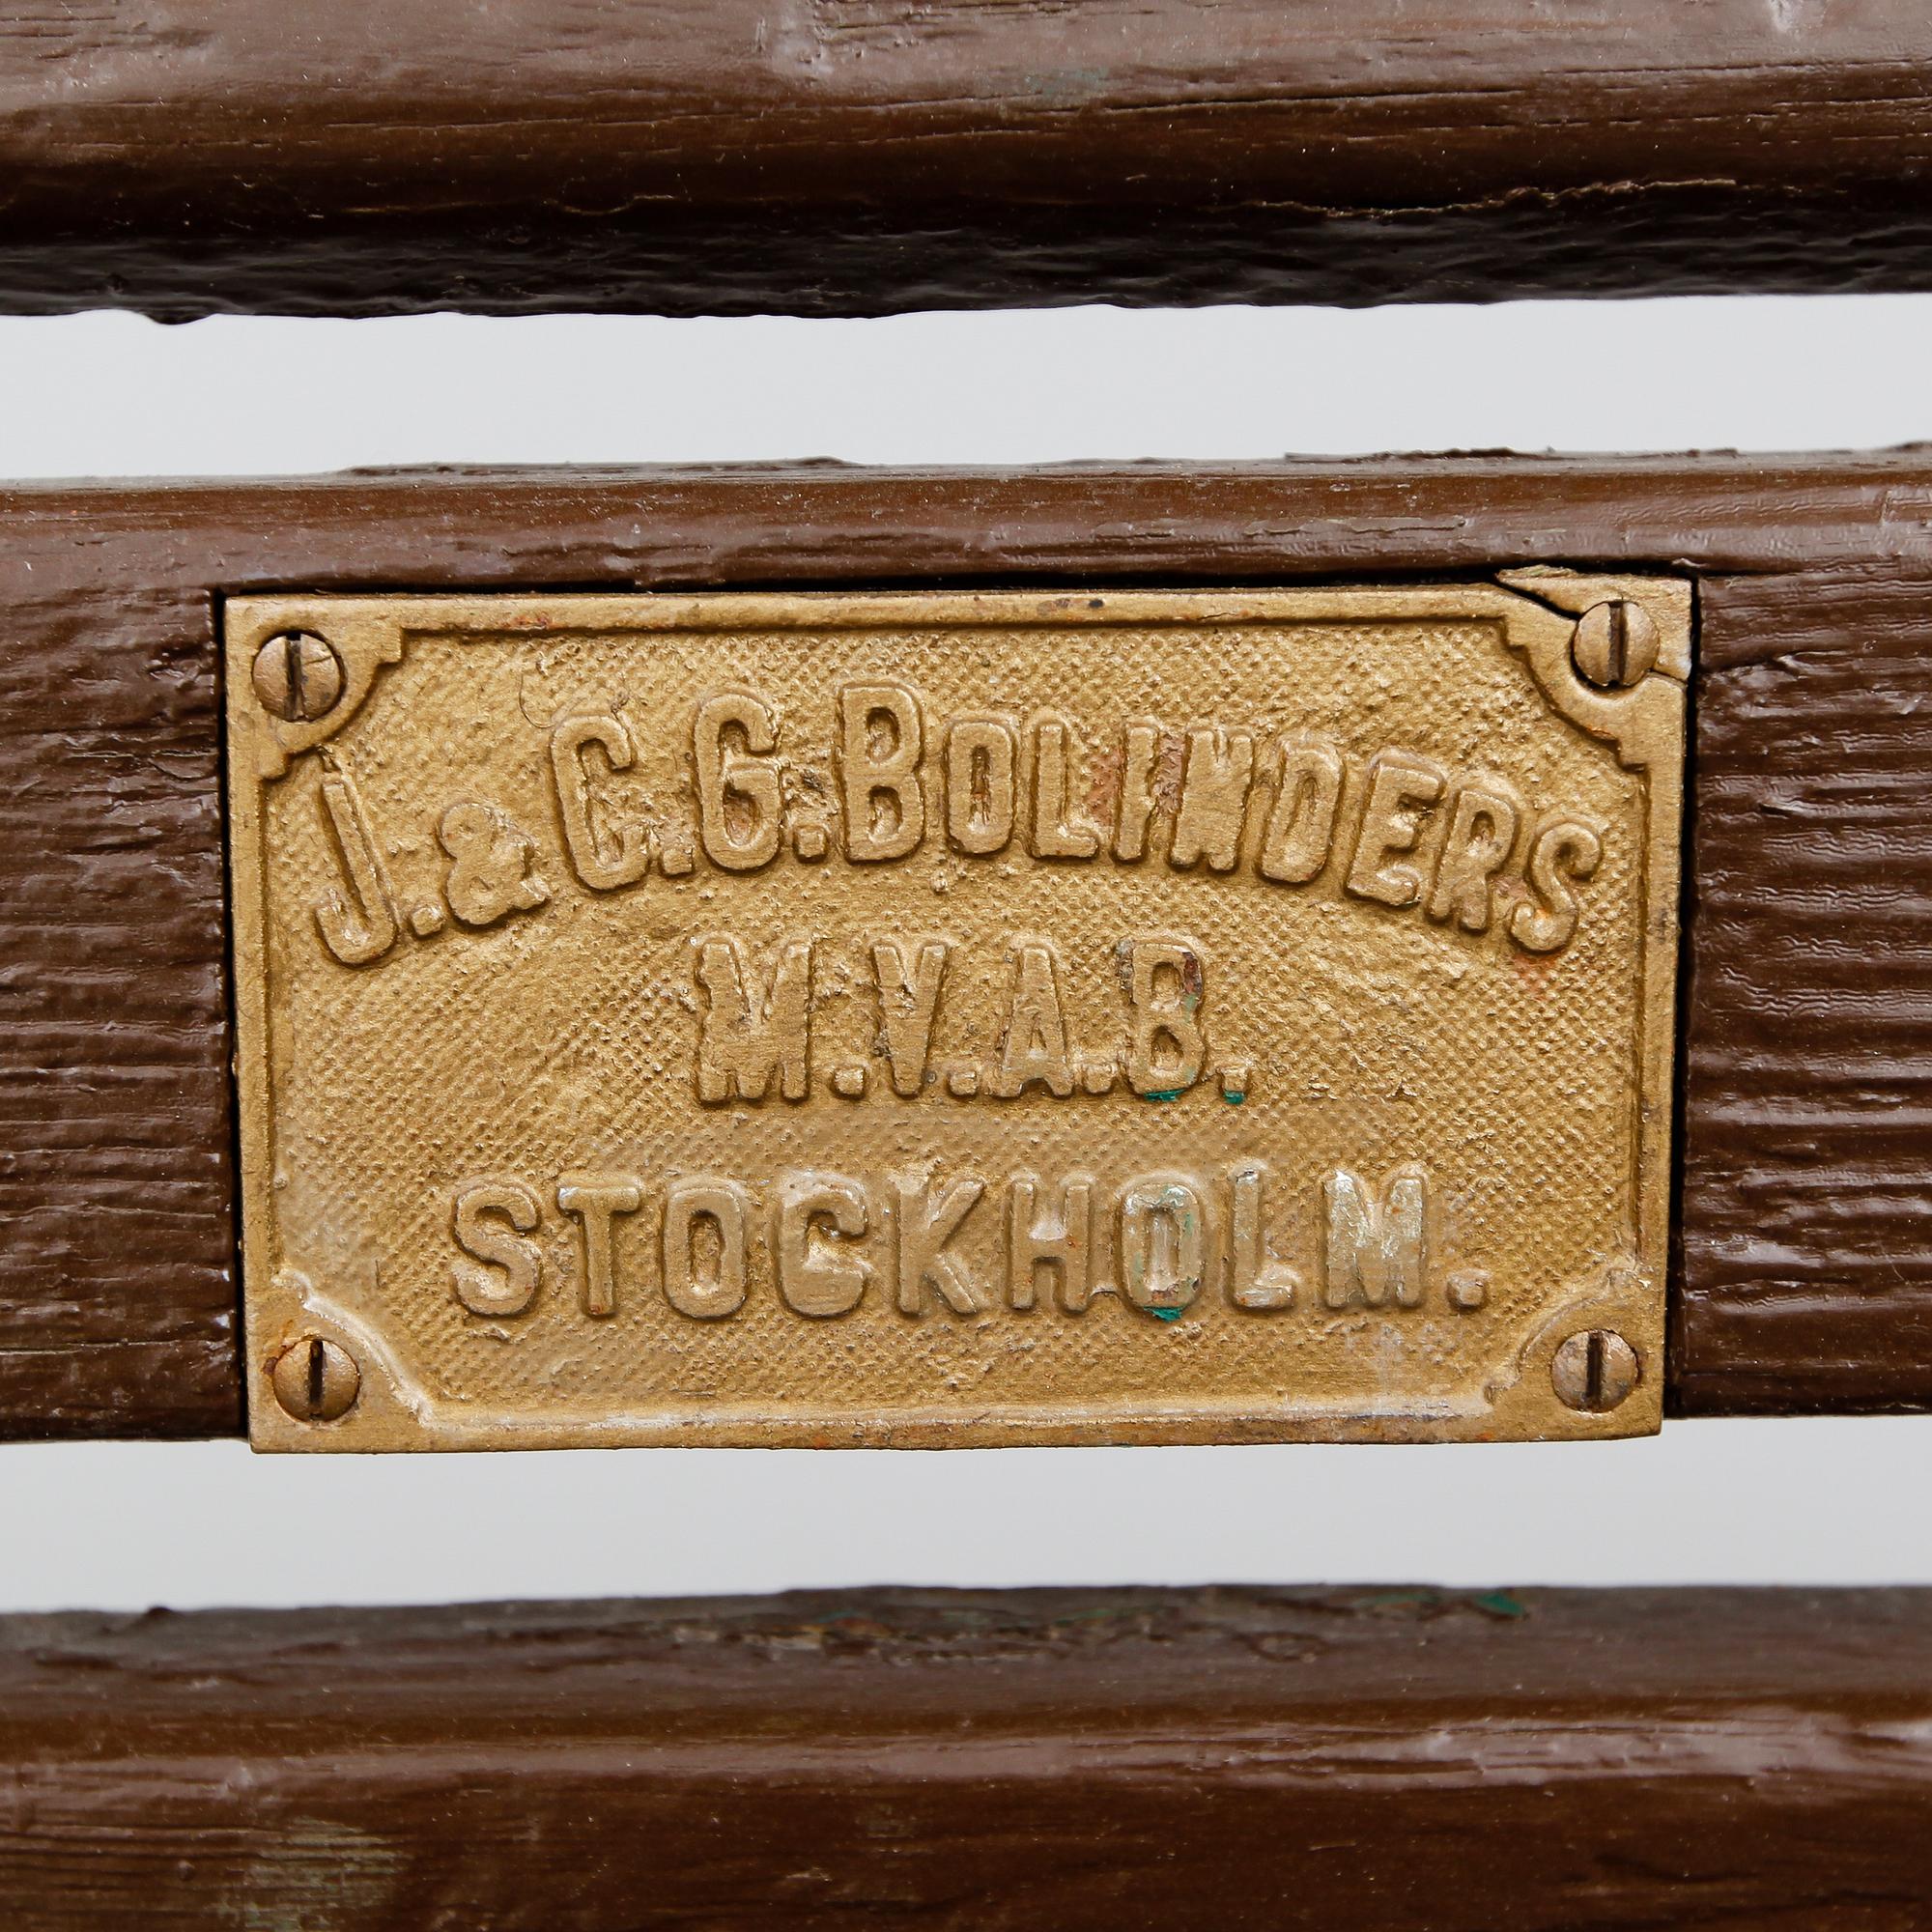 J. & C. G. BOLINDERS
M.V.A.B.
STOCKHOLM.